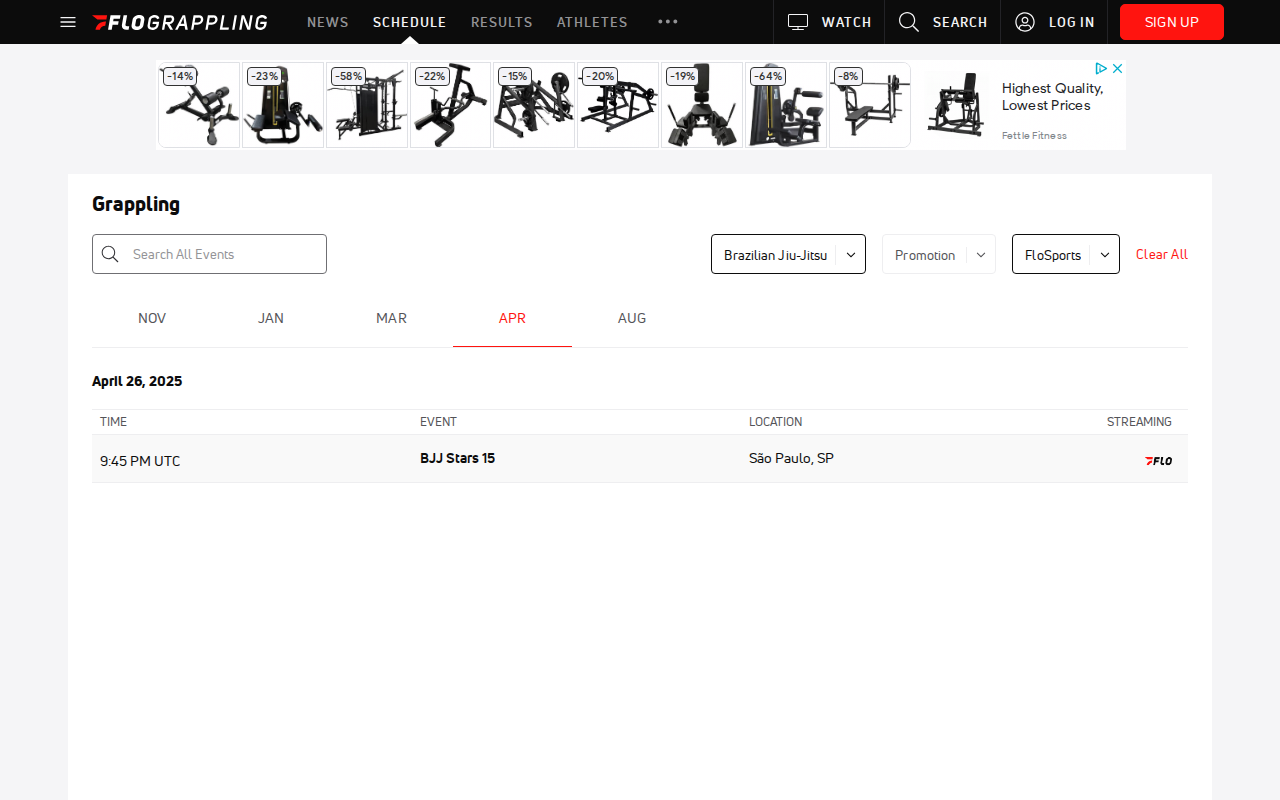 FLOGRAPPLING NEWS SCHEDULE RESULTS ATHLETES WATCH SEARCH LOG IN SIGN UP
-14% -23% -58% -22% -15% -20% -19% -64% -8%
Highest Quality,
Lowest Prices
Fettle Fitness
Grappling
Search All Events Brazilian Jiu-Jitsu Promotion FloSports Clear All
NOV JAN MAR APR AUG
April 26, 2025
TIME EVENT LOCATION STREAMING
9:45 PM UTC BJJ Stars 15 São Paulo, SP FLO